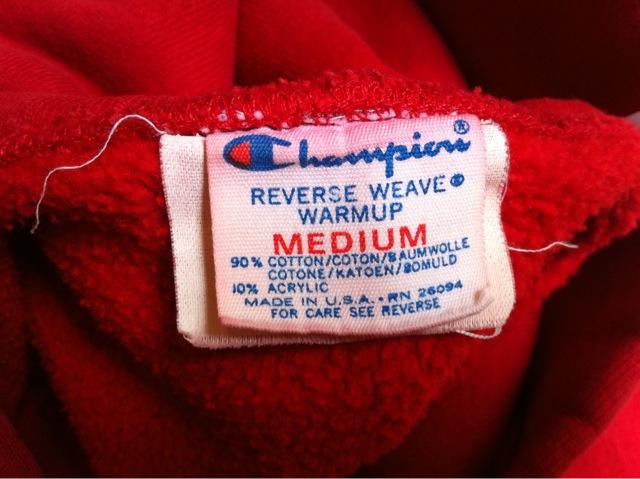 Champion®
REVERSE WEAVE®
WARMUP
MEDIUM
90% COTTON/COTON/BAUMWOLLE
COTONE/KATOEN/BOMULD
10% ACRYLIC
MADE IN U.S.A. • RN 26094
FOR CARE SEE REVERSE